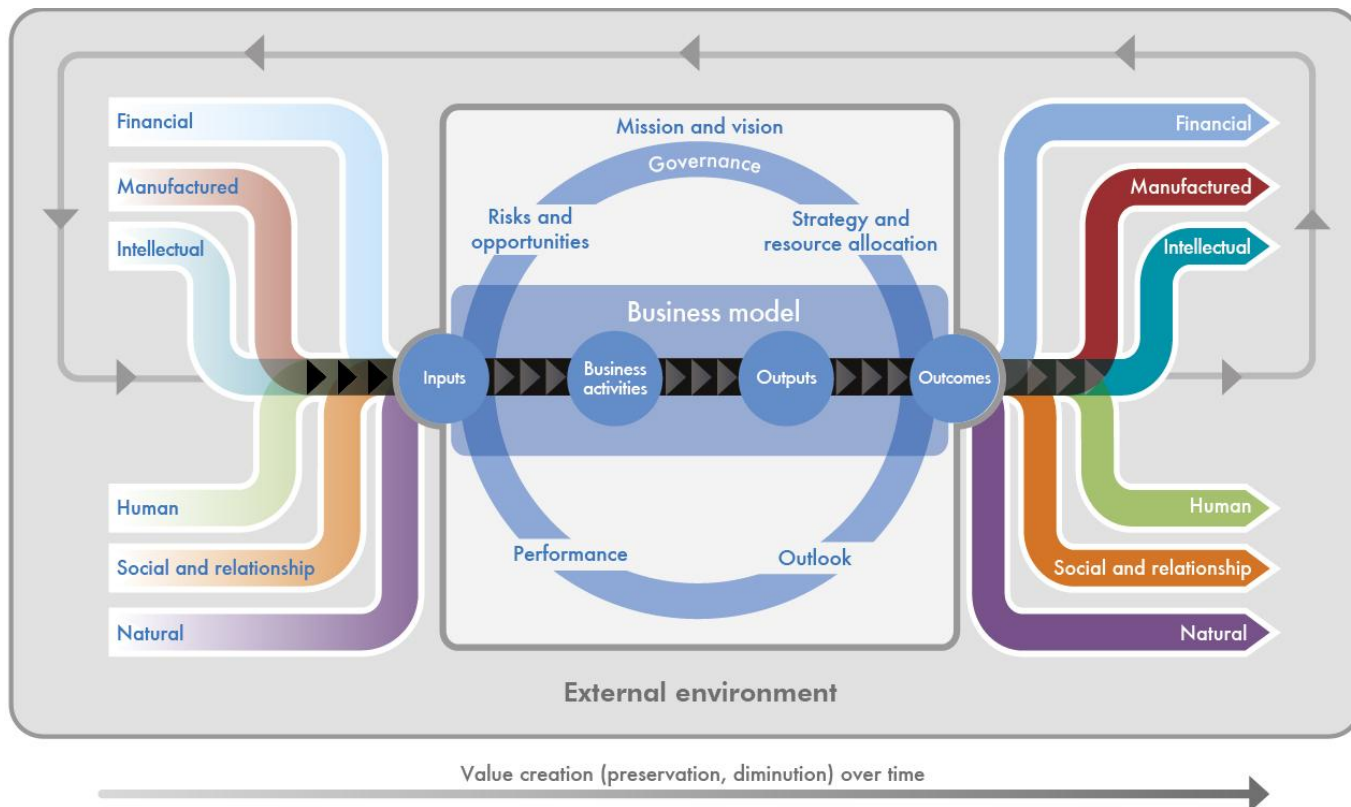 Financial
Manufactured
Intellectual
Human
Social and relationship
Natural
Mission and vision
Governance
Risks and
opportunities
Strategy and
resource allocation
Business model
Inputs
Business
activities
Outputs
Outcomes
Performance
Outlook
Financial
Manufactured
Intellectual
Human
Social and relationship
Natural
External environment
Value creation (preservation, diminution) over time